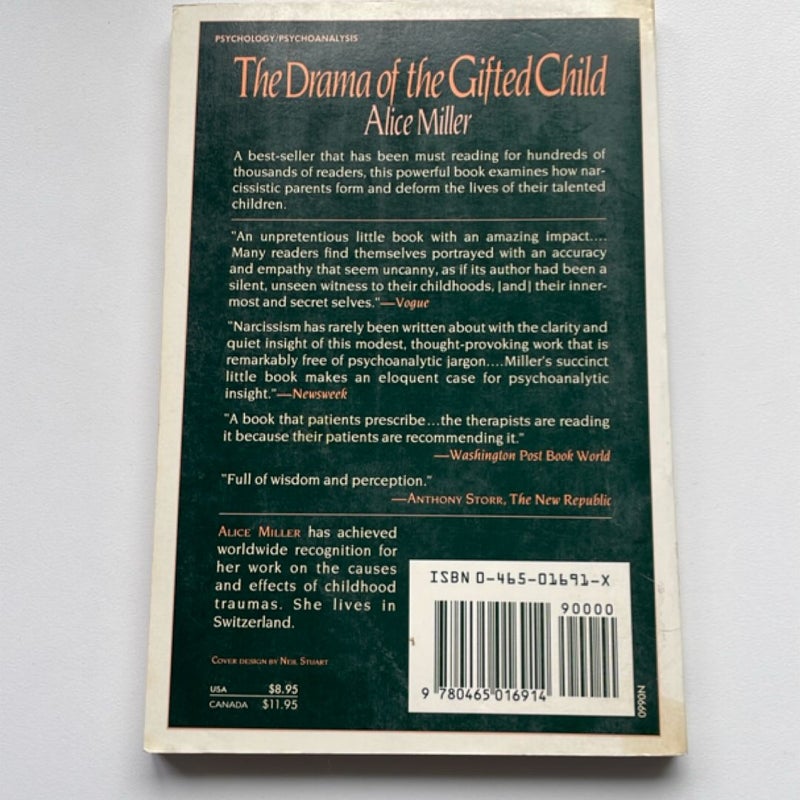 PSYCHOLOGY/PSYCHOANALYSIS
The Drama of the Gifted Child
Alice Miller
A best-seller that has been must reading for hundreds of
thousands of readers, this powerful book examines how nar-
cissistic parents form and deform the lives of their talented
children.
"An unpretentious little book with an amazing impact....
Many readers find themselves portrayed with an accuracy
and empathy that seem uncanny, as if its author had been a
silent, unseen witness to their childhoods, [and] their inner-
most and secret selves."—Vogue
"Narcissism has rarely been written about with the clarity and
quiet insight of this modest, thought-provoking work that is
remarkably free of psychoanalytic jargon....Miller's succinct
little book makes an eloquent case for psychoanalytic
insight."—Newsweek
"A book that patients prescribe...the therapists are reading
it because their patients are recommending it."
—Washington Post Book World
"Full of wisdom and perception."
—ANTHONY STORR, The New Republic
ALICE MILLER has achieved
worldwide recognition for
her work on the causes
and effects of childhood
traumas. She lives in
Switzerland.
COVER DESIGN BY NEIL STUART
USA $8.95
CANADA $11.95
ISBN 0-465-01691-X
90000
9 780465 016914
0990N